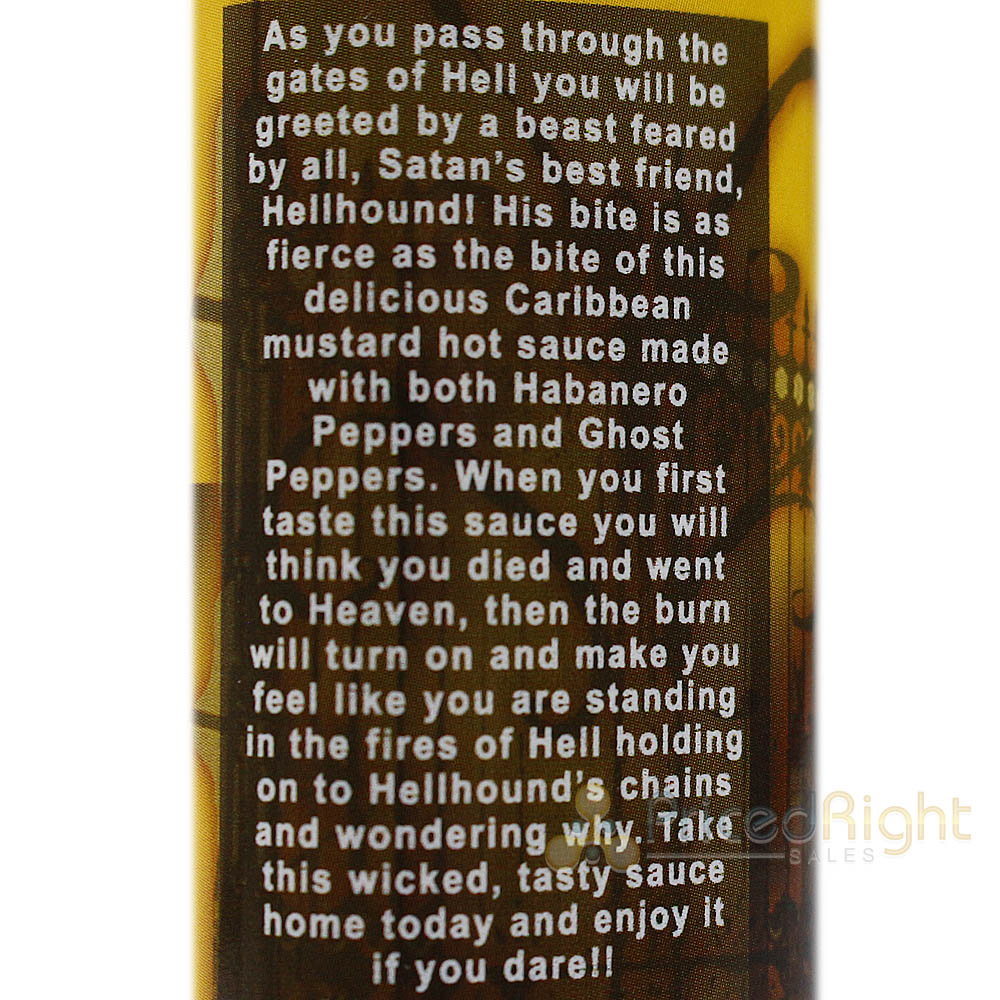 As you pass through the
gates of Hell you will be
greeted by a beast feared
by all, Satan's best friend,
Hellhound! His bite is as
fierce as the bite of this
delicious Caribbean
mustard hot sauce made
with both Habanero
Peppers and Ghost
Peppers. When you first
taste this sauce you will
think you died and went
to Heaven, then the burn
will turn on and make you
feel like you are standing
in the fires of Hell holding
on to Hellhound's chains
and wondering why. Take
this wicked, tasty sauce
home today and enjoy it
if you dare!!
PricedRight
SALES